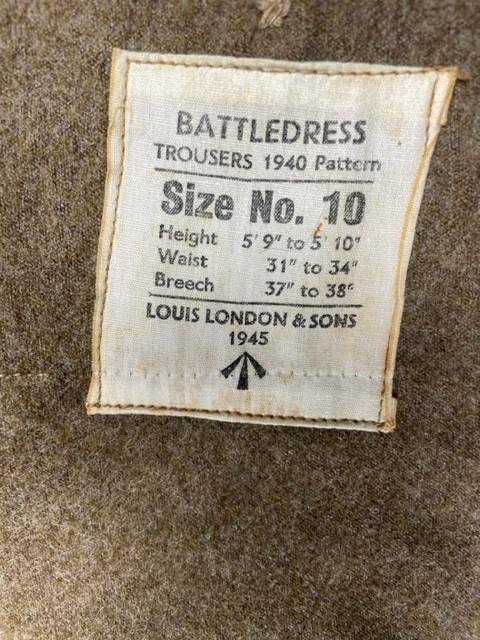 BATTLEDRESS
TROUSERS 1940 Pattern
Size No. 10
Height 5' 9" to 5' 10"
Waist 31" to 34"
Breech 37" to 38"
LOUIS LONDON & SONS
1945